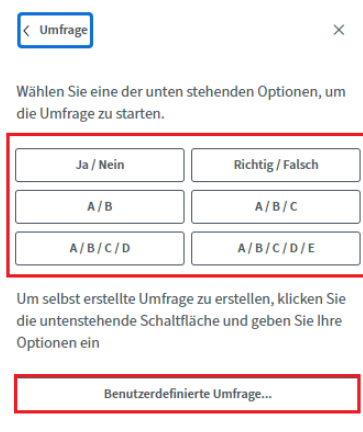 Umfrage
Wählen Sie eine der unten stehenden Optionen, um
die Umfrage zu starten.
Ja / Nein
Richtig / Falsch
A / B
A / B / C
A / B / C / D
A / B / C / D / E
Um selbst erstellte Umfrage zu erstellen, klicken Sie
die untenstehende Schaltfläche und geben Sie Ihre
Optionen ein
Benutzerdefinierte Umfrage...